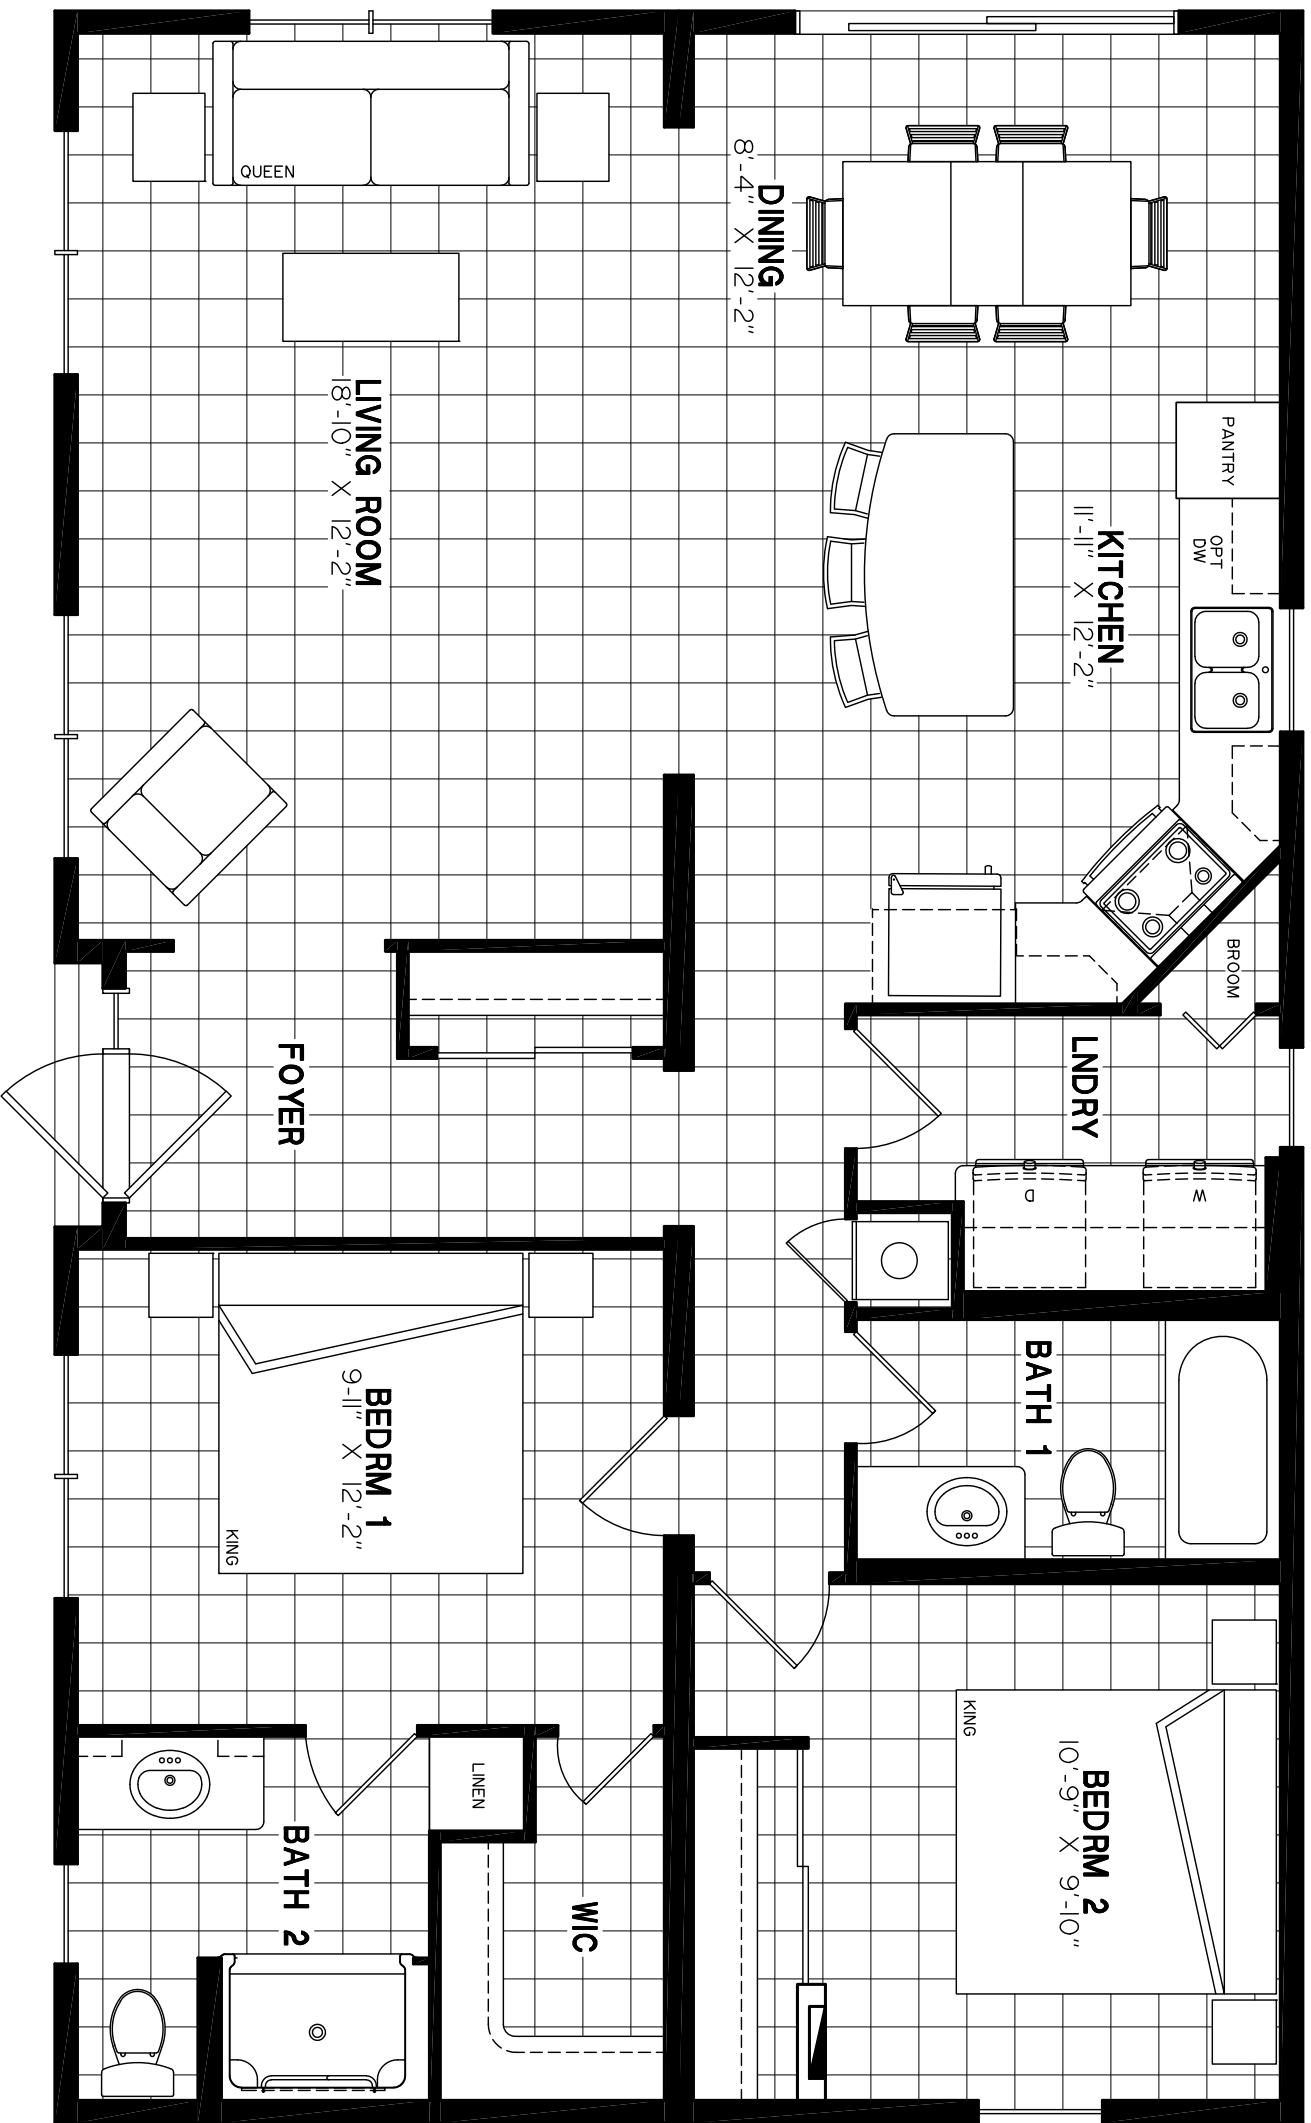 QUEEN
DINING
8'-4" X 12'-2"
LIVING ROOM
18'-10" X 12'-2"
PANTRY
OPT
DW
KITCHEN
11'-11" X 12'-2"
BROOM
LNDRY
D
W
FOYER
BATH 1
BEDRM 1
9-11" X 12'-2"
KING
KING
BEDRM 2
10'-9" X 9'-10"
LINEN
BATH 2
WIC